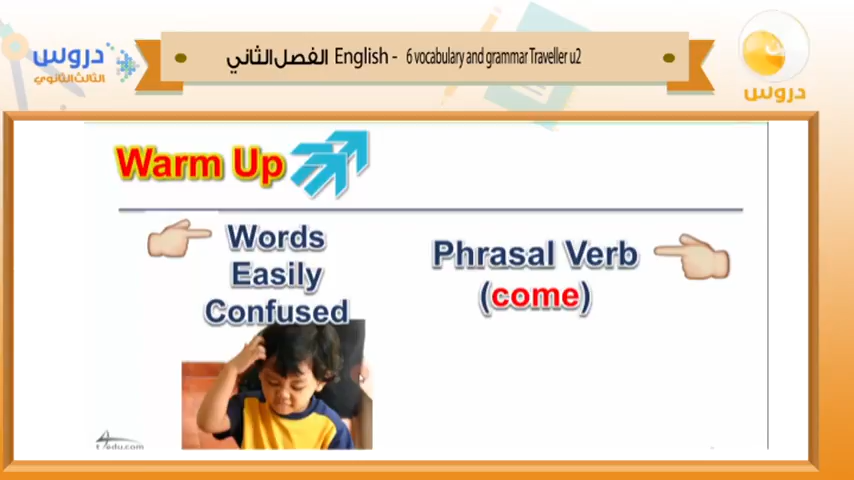 دروس
الثالث الثانوي
6 vocabulary and grammar Traveller u2 - English الفصل الثاني
دروس
Warm Up
Words
Easily
Confused
Phrasal Verb
(come)